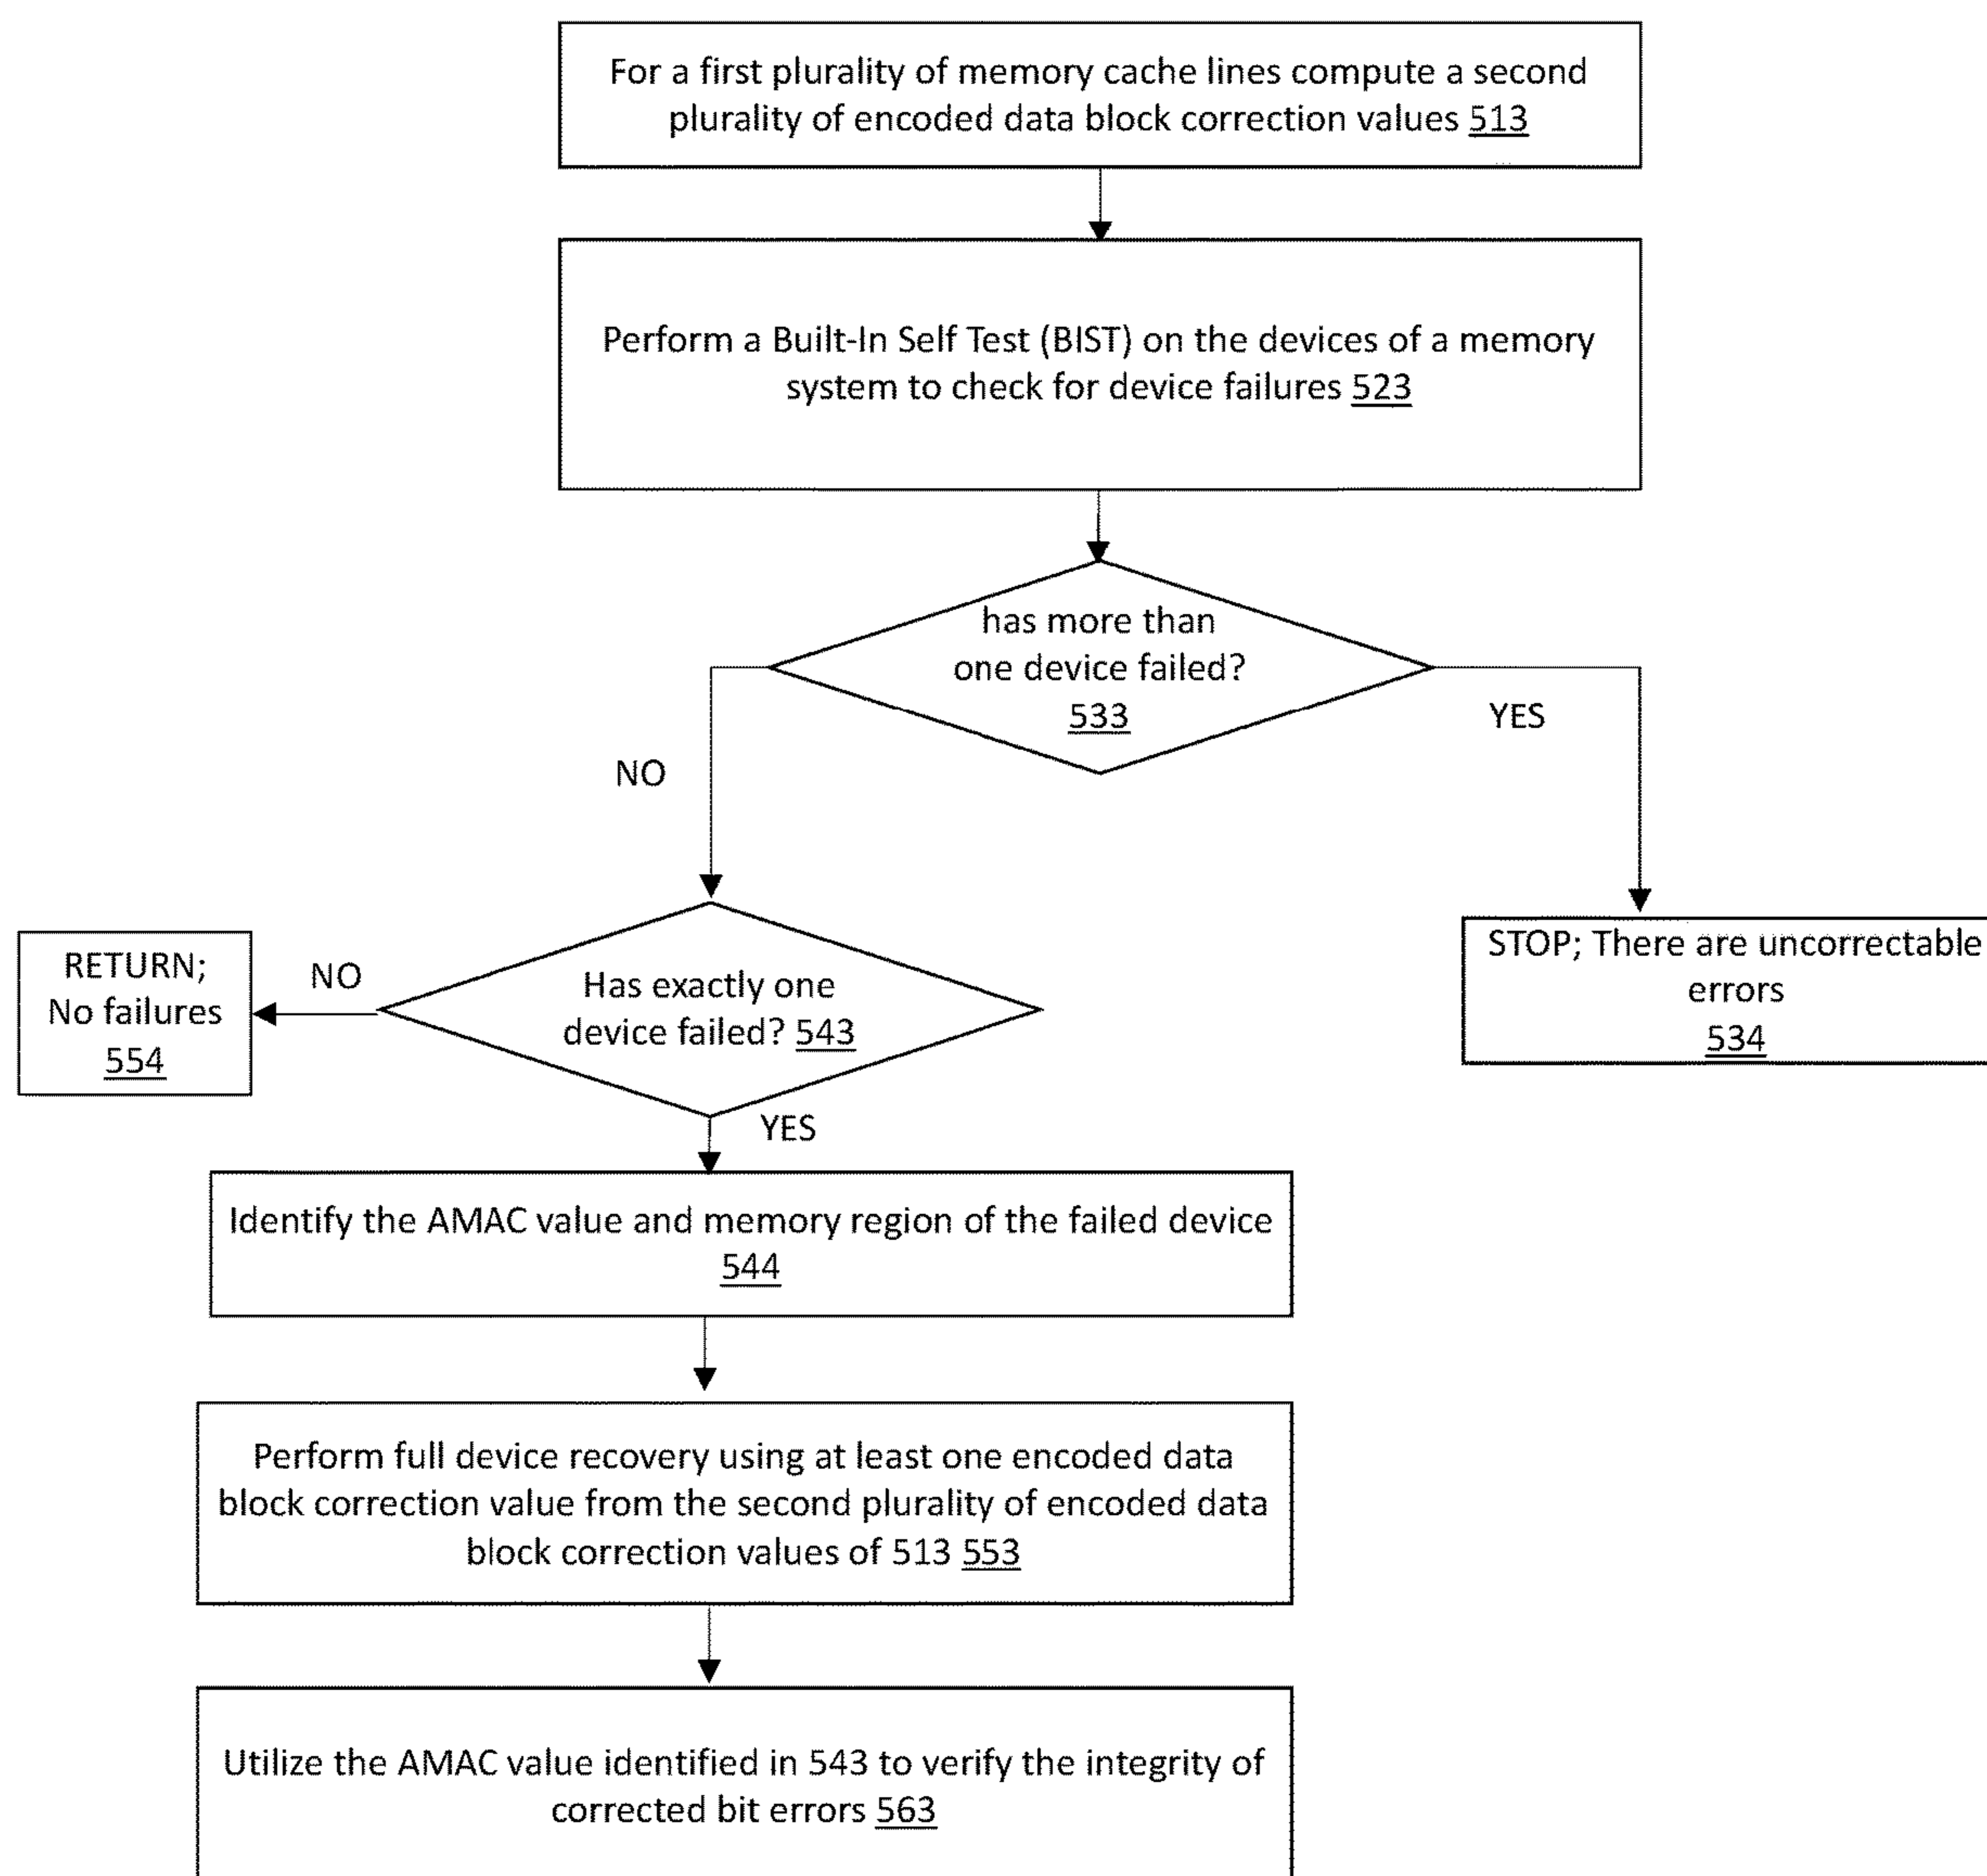 For a first plurality of memory cache lines compute a second
plurality of encoded data block correction values 513
Perform a Built-In Self Test (BIST) on the devices of a memory
system to check for device failures 523
has more than
one device failed?
533
YES
NO
STOP; There are uncorrectable
errors
534
RETURN;
No failures
554
NO
Has exactly one
device failed? 543
YES
Identify the AMAC value and memory region of the failed device
544
Perform full device recovery using at least one encoded data
block correction value from the second plurality of encoded data
block correction values of 513 553
Utilize the AMAC value identified in 543 to verify the integrity of
corrected bit errors 563